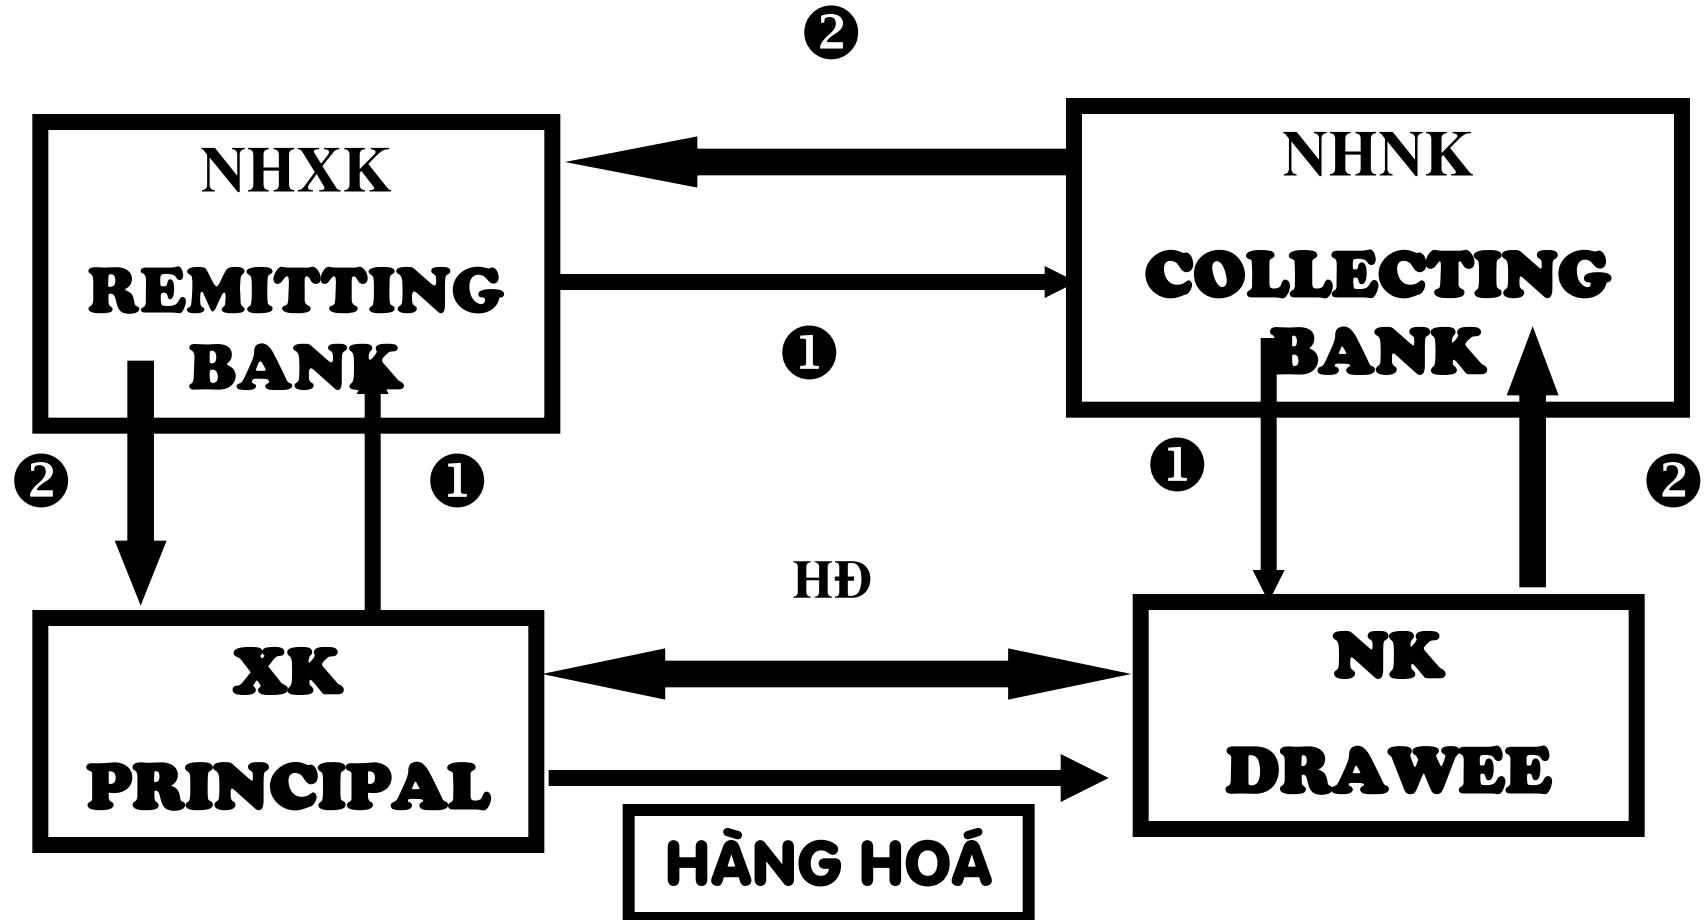 ❷
NHXK
REMITTING
BANK
NHNK
COLLECTING
BANK
❶
❷
❶
❶
❷
HĐ
XK
PRINCIPAL
NK
DRAWEE
HÀNG HOÁ